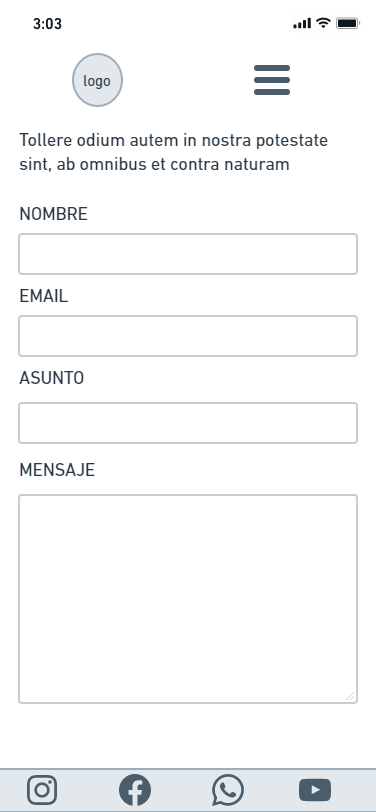 3:03
logo
Tollere odium autem in nostra potestate
sint, ab omnibus et contra naturam
NOMBRE
EMAIL
ASUNTO
MENSAJE